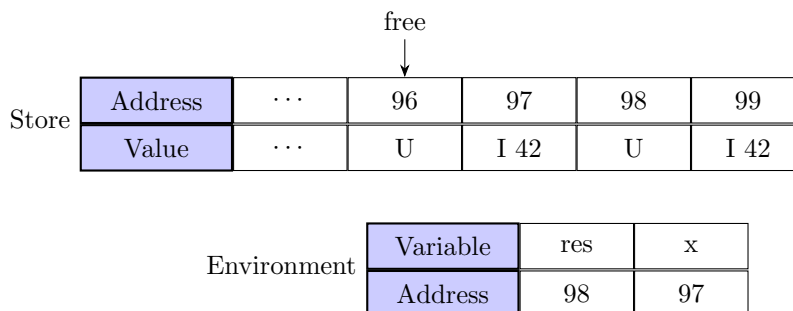 free
Store Address ··· 96 97 98 99
Value ··· U I 42 U I 42
Environment Variable res x
Address 98 97